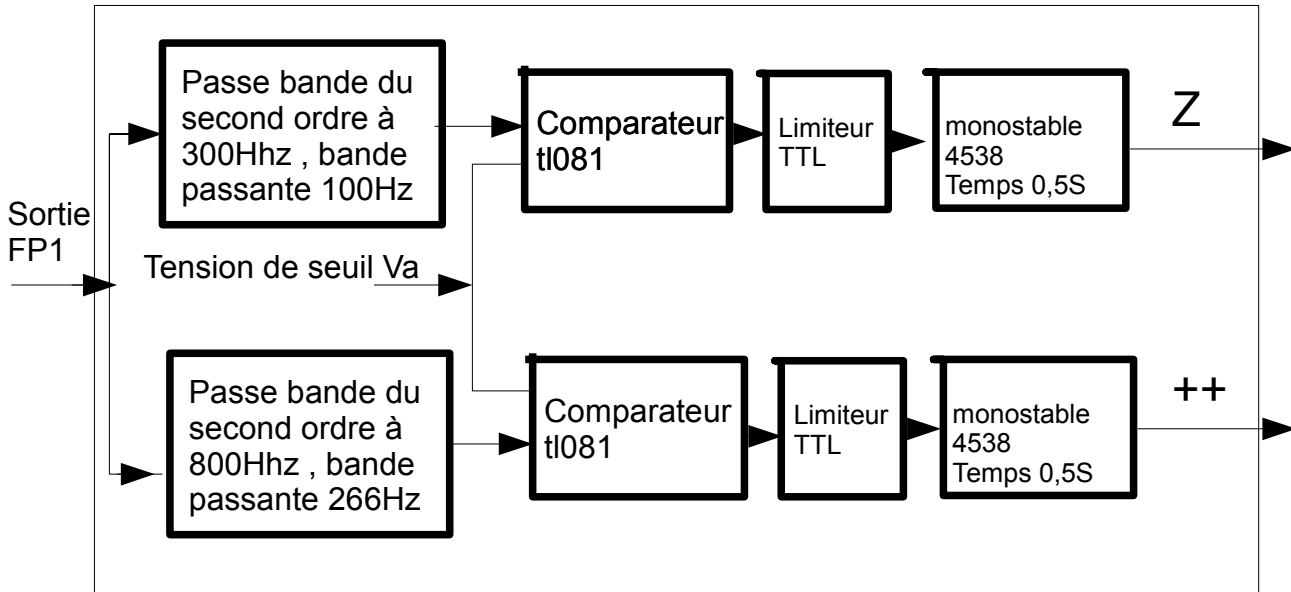 Passe bande du
second ordre à
300Hhz , bande
passante 100Hz
Comparateur
tl081
Limiteur
TTL
monostable
4538
Temps 0,5S
Z
Sortie
FP1
Tension de seuil Va
Passe bande du
second ordre à
800Hhz , bande
passante 266Hz
Comparateur
tl081
Limiteur
TTL
monostable
4538
Temps 0,5S
++